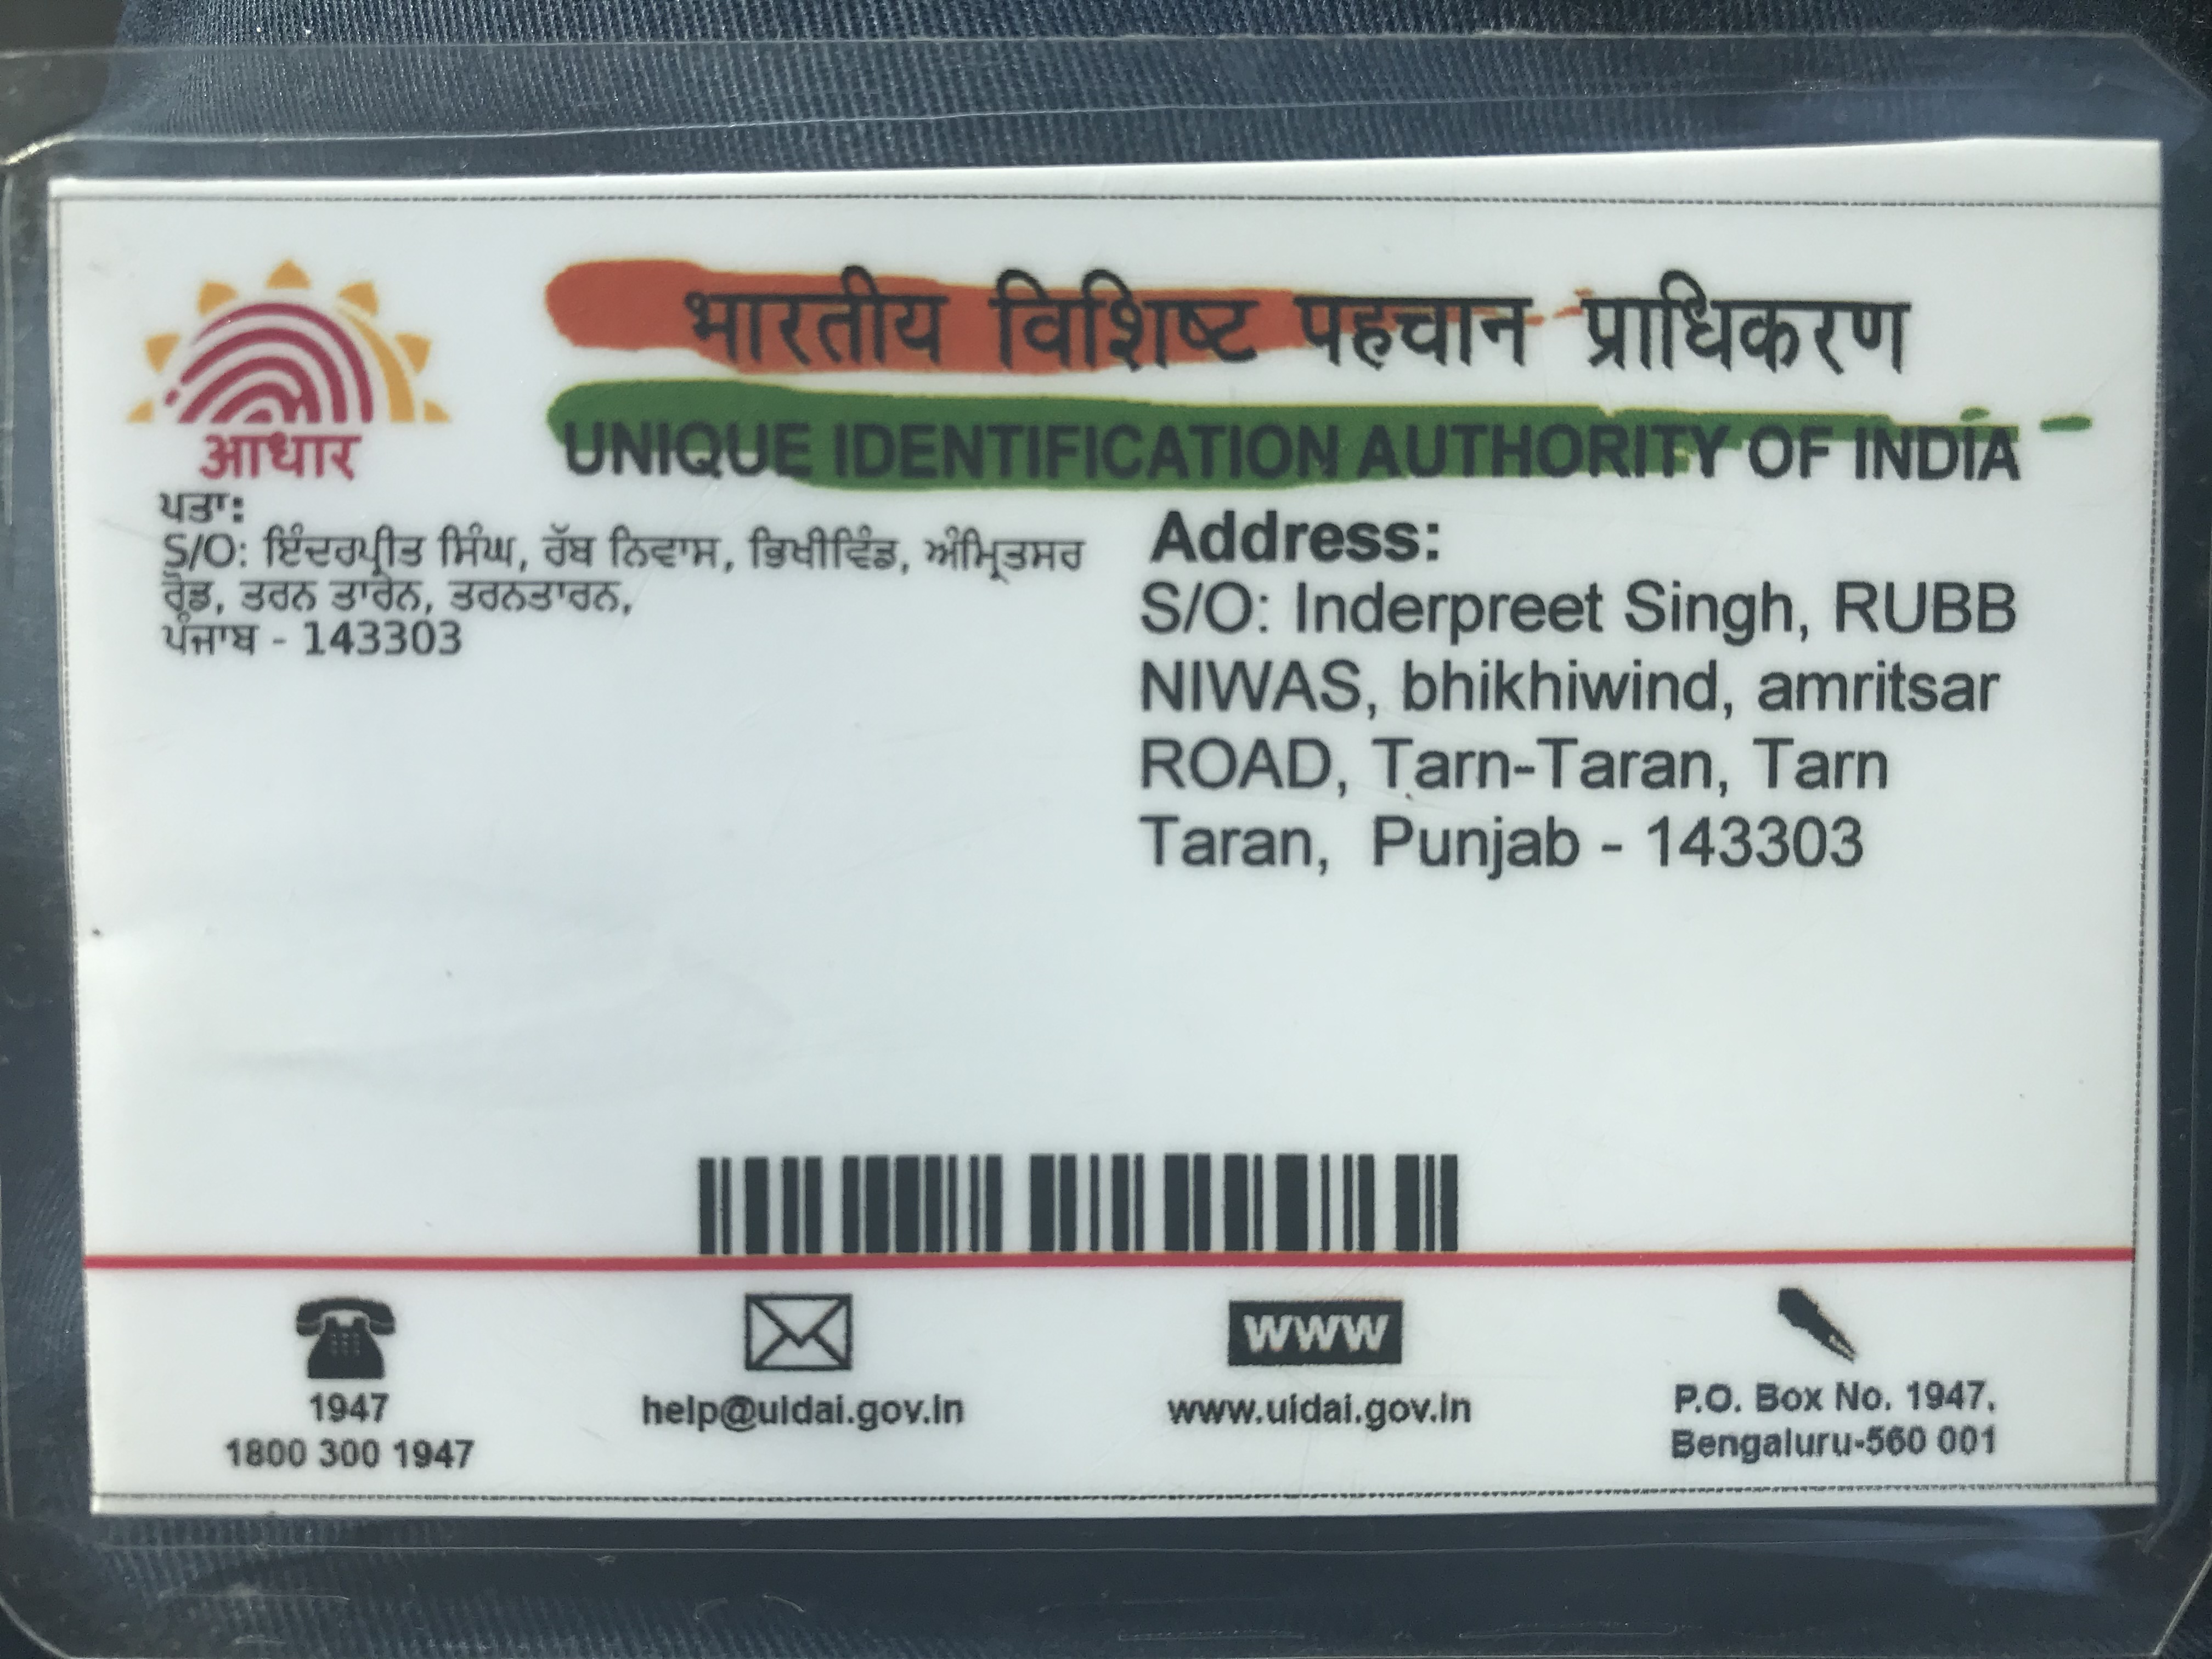 भारतीय विशिष्ट पहचान प्राधिकरण
UNIQUE IDENTIFICATION AUTHORITY OF INDIA
आधार
ਪਤਾ:
S/O: ਇੰਦਰਪ੍ਰੀਤ ਸਿੰਘ, ਰੱਬ ਨਿਵਾਸ, ਭਿਖੀਵਿੰਡ, ਅੰਮ੍ਰਿਤਸਰ
ਰੋਡ, ਤਰਨ ਤਾਰਨ, ਤਰਨਤਾਰਨ,
ਪੰਜਾਬ - 143303
Address:
S/O: Inderpreet Singh, RUBB
NIWAS, bhikhiwind, amritsar
ROAD, Tarn-Taran, Tarn
Taran, Punjab - 143303
1947
1800 300 1947
help@uidai.gov.in
www
www.uidai.gov.in
P.O. Box No. 1947,
Bengaluru-560 001